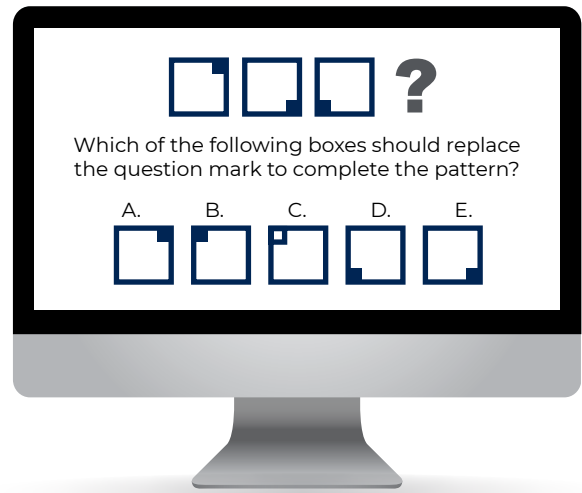 ?
Which of the following boxes should replace
the question mark to complete the pattern?
A. B. C. D. E.